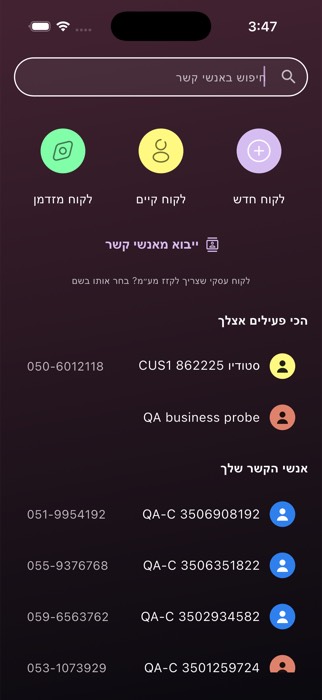 3:47
חיפוש באנשי קשר
לקוח חדש
לקוח קיים
לקוח מזדמן
ייבוא מאנשי קשר
לקוח עסקי שצריך לקזז מע״מ? בחר אותו בשם
הכי פעילים אצלך
סטודיו CUS1 862225
050-6012118
QA business probe
אנשי הקשר שלך
QA-C 3506908192
051-9954192
QA-C 3506351822
055-9376768
QA-C 3502934582
059-6563762
QA-C 3501259724
053-1073929